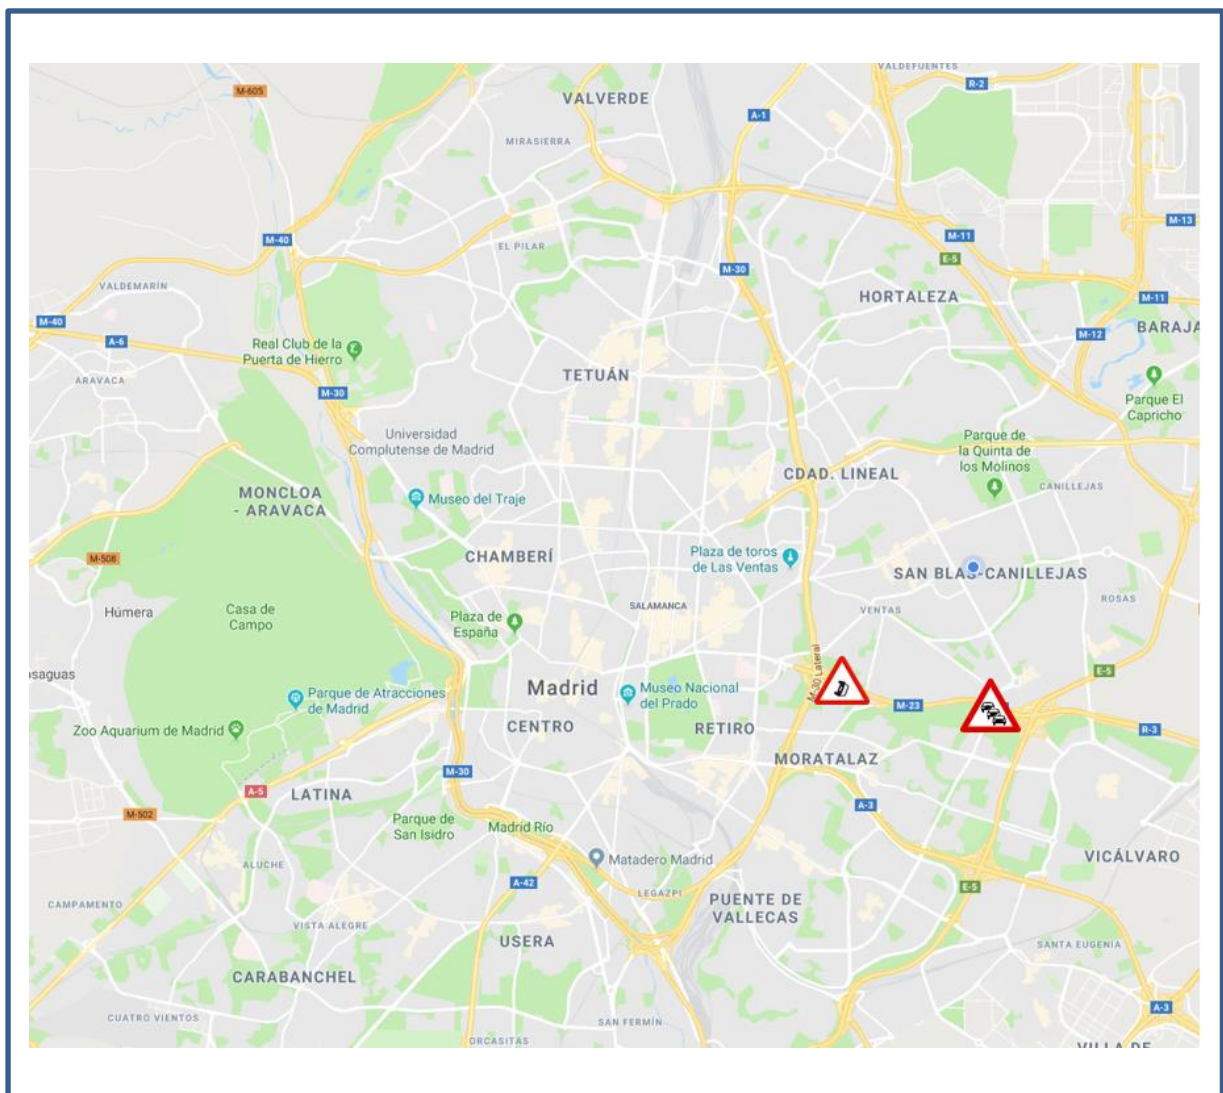 VALDEFUENTES
M-605
R-2
VALVERDE
A-1
MIRASIERRA
M-13
M-40
EL PILAR
M-11
E-5
M-30
VALDEMARÍN
HORTALEZA
M-11
M-40
BARAJA
M-12
A-6
Real Club de la
Puerta de Hierro
TETUÁN
ARAVACA
M-30
Parque El
Capricho
Universidad
Complutense de Madrid
Parque de
la Quinta de
los Molinos
CDAD. LINEAL
CANILLEJAS
MONCLOA
- ARAVACA
Museo del Traje
M-508
CHAMBERÍ
Plaza de toros
de Las Ventas
SAN BLAS-CANILLEJAS
Húmera
Casa de
Campo
SALAMANCA
VENTAS
ROSAS
Plaza de
España
osaguas
M-30 Lateral
E-5
Madrid
Parque de Atracciones
de Madrid
Museo Nacional
del Prado
M-23
Zoo Aquarium de Madrid
CENTRO
RETIRO
R-3
MORATALAZ
M-30
A-5
LATINA
A-3
M-502
Parque de
San Isidro
Madrid Río
VICÁLVARO
Matadero Madrid
ALUCHE
A-42
LEGAZPI
E-5
CAMPAMENTO
PUENTE DE
VALLECAS
VISTA ALEGRE
USERA
SANTA EUGENIA
CARABANCHEL
A-3
CUATRO VIENTOS
SAN FERMÍN
ORCASITAS
VILLA DE